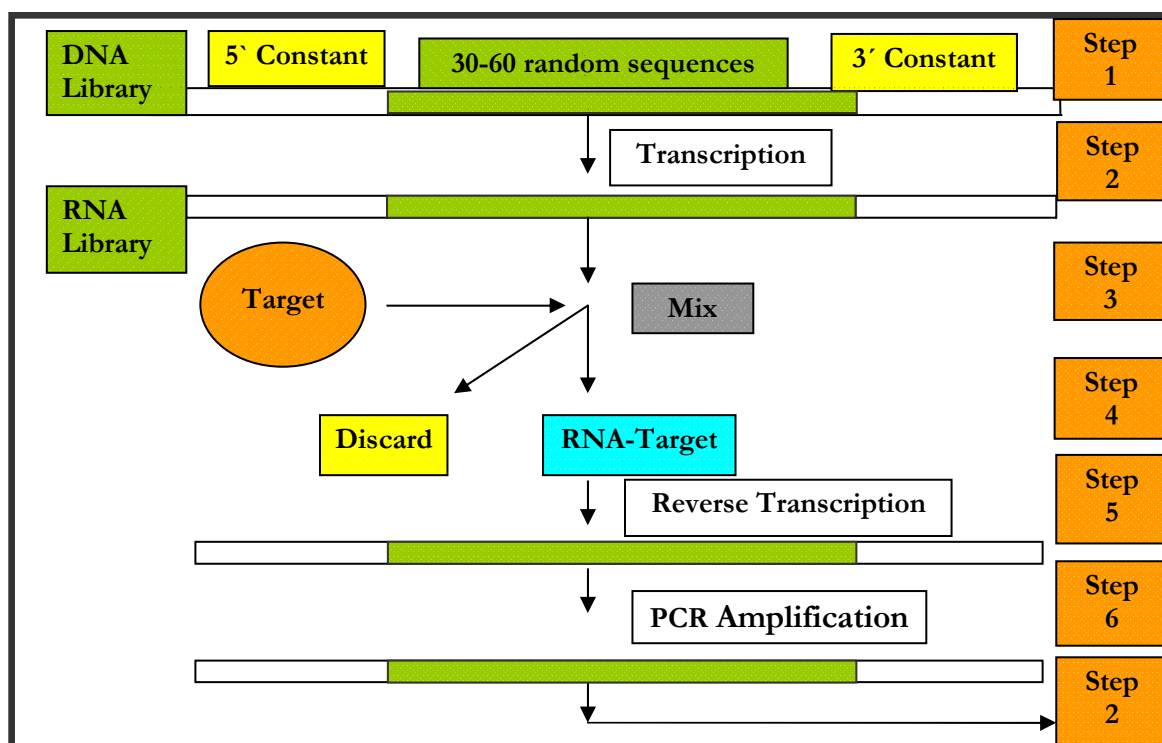 DNA
Library
5` Constant
30-60 random sequences
3´ Constant
Step
1
Transcription
Step
2
RNA
Library
Target
Mix
Step
3
Discard
RNA-Target
Step
4
Reverse Transcription
Step
5
PCR Amplification
Step
6
Step
2